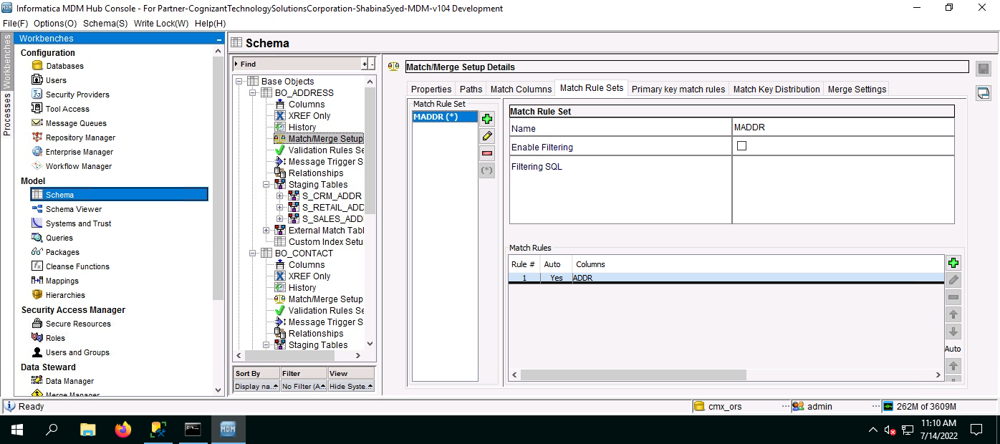 Informatica MDM Hub Console - For Partner-CognizantTechnologySolutionsCorporation-ShabinaSyed-MDM-v104 Development
File(F) Options(O) Schema(S) Write Lock(W) Help(H)
Workbenches
Processes
Workbenches
Configuration
Databases
Users
Security Providers
Tool Access
Message Queues
Repository Manager
Enterprise Manager
Workflow Manager
Model
Schema
Schema Viewer
Systems and Trust
Queries
Packages
Cleanse Functions
Mappings
Hierarchies
Security Access Manager
Secure Resources
Roles
Users and Groups
Data Steward
Data Manager
Merge Manager
Schema
Find + -
Base Objects
BO_ADDRESS
Columns
XREF Only
History
Match/Merge Setup
Validation Rules Se
Message Trigger S
Relationships
Staging Tables
S_CRM_ADDR
S_RETAIL_ADD
S_SALES_ADD
External Match Tabl
Custom Index Setu
BO_CONTACT
Columns
XREF Only
History
Match/Merge Setup
Validation Rules Se
Message Trigger S
Relationships
Staging Tables
Sort By Filter View
Display na... No Filter (A... Hide Syste...
Match/Merge Setup Details
Properties Paths Match Columns Match Rule Sets Primary key match rules Match Key Distribution Merge Settings
Match Rule Set
MADDR (*)
(*)
Match Rule Set
Name MADDR
Enable Filtering
Filtering SQL
Match Rules
Rule # Auto Columns
1 Yes ADDR
Auto
Ready
cmx_ors ... admin ... 262M of 3609M
MDM
11:10 AM
7/14/2022